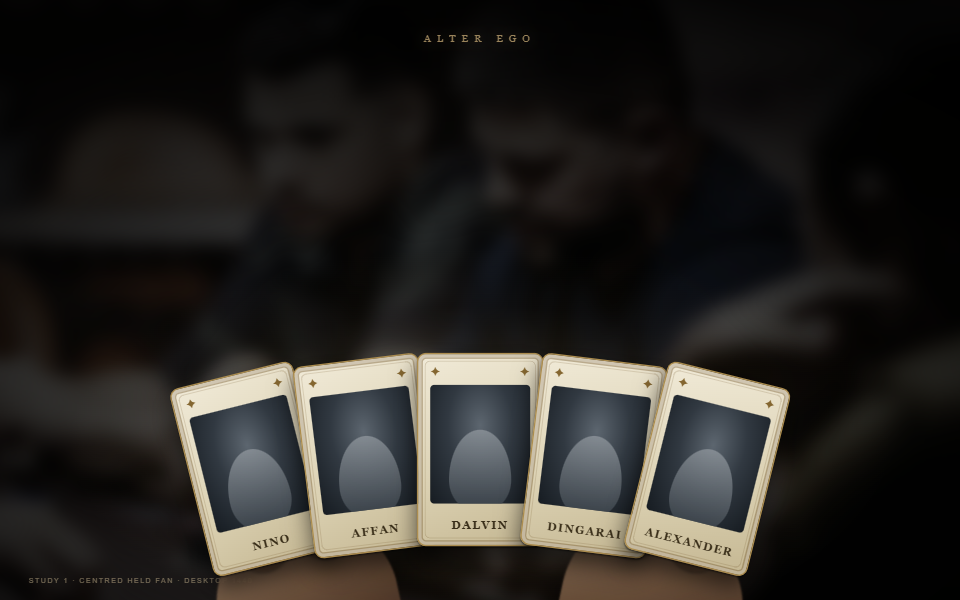 ALTER EGO
NINO
AFFAN
DALVIN
DINGARAI
ALEXANDER
STUDY 1 · CENTRED HELD FAN · DESKTO